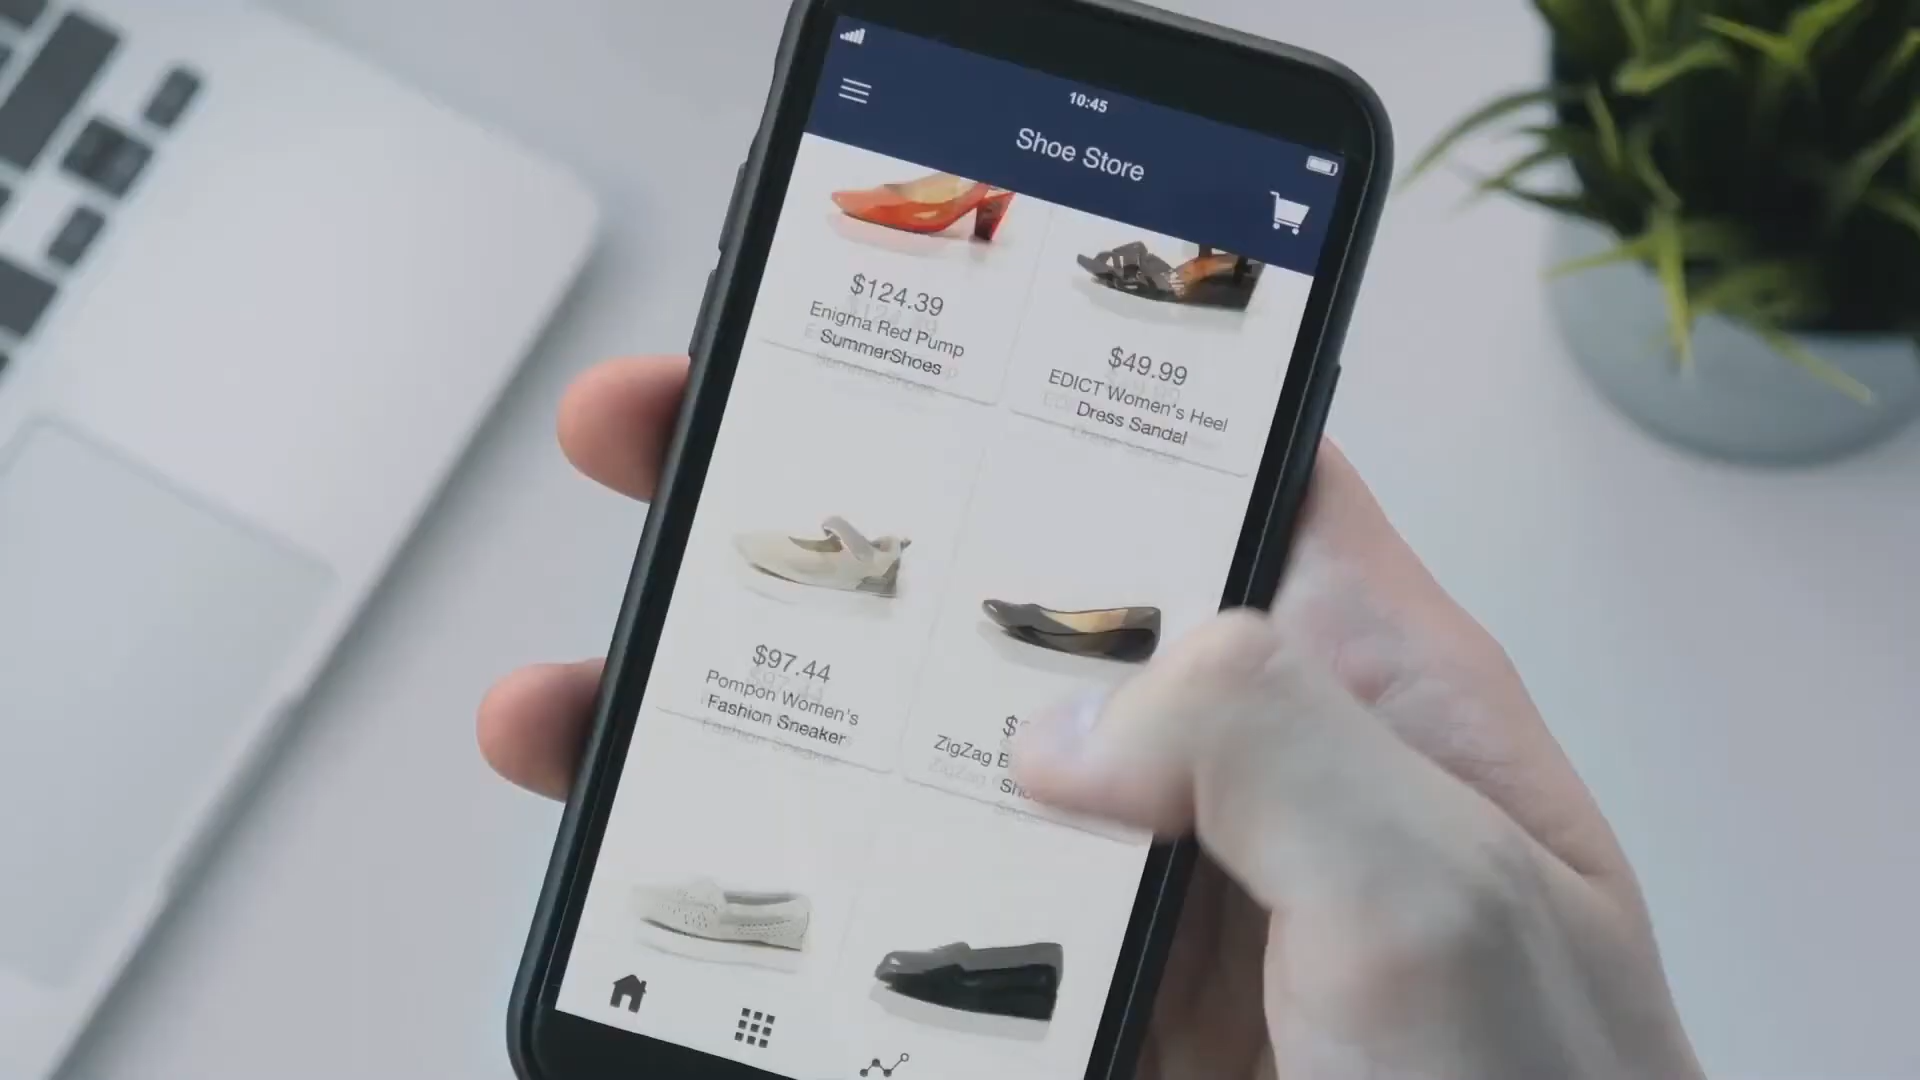 10:45
Shoe Store
$124.39
Enigma Red Pump
SummerShoes
$49.99
EDICT Women's Heel
Dress Sandal
$97.44
Pompon Women's
Fashion Sneaker
ZigZag